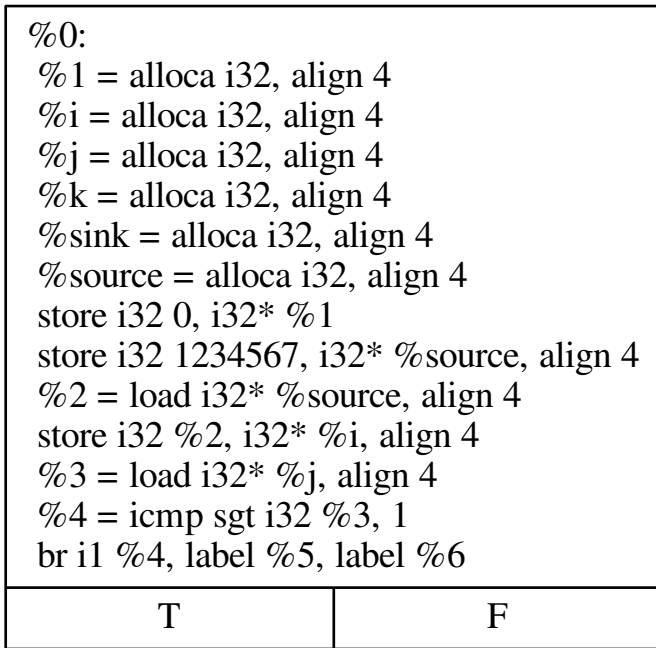 %0:
%1 = alloca i32, align 4
%i = alloca i32, align 4
%j = alloca i32, align 4
%k = alloca i32, align 4
%sink = alloca i32, align 4
%source = alloca i32, align 4
store i32 0, i32* %1
store i32 1234567, i32* %source, align 4
%2 = load i32* %source, align 4
store i32 %2, i32* %i, align 4
%3 = load i32* %j, align 4
%4 = icmp sgt i32 %3, 1
br i1 %4, label %5, label %6
T F